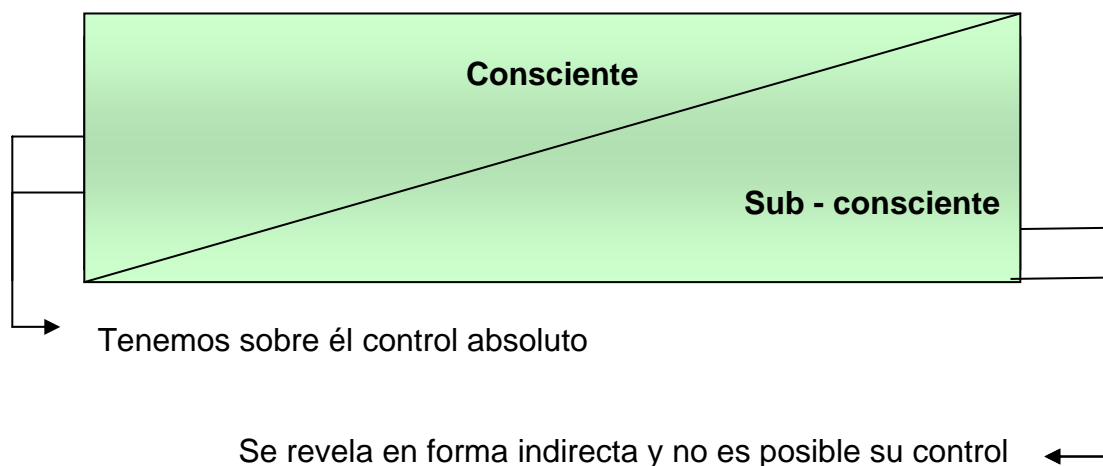 Consciente
Sub - consciente
Tenemos sobre él control absoluto
Se revela en forma indirecta y no es posible su control